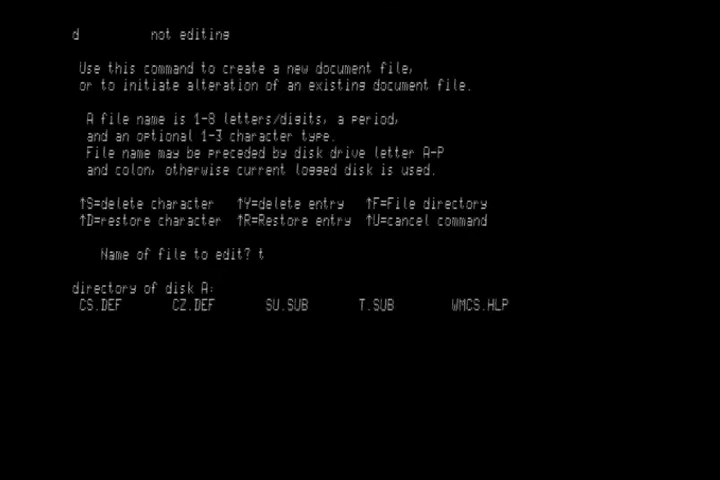 d          not editing
Use this command to create a new document file,
or to initiate alteration of an existing document file.
A file name is 1-8 letters/digits, a period,
and an optional 1-3 character type.
File name may be preceded by disk drive letter A-P
and colon, otherwise current logged disk is used.
↑S=delete character   ↑Y=delete entry   ↑F=File directory
↑D=restore character  ↑R=Restore entry  ↑U=cancel command
Name of file to edit? t
directory of disk A:
CS.DEF       CZ.DEF       SU.SUB       T.SUB        WMCS.HLP